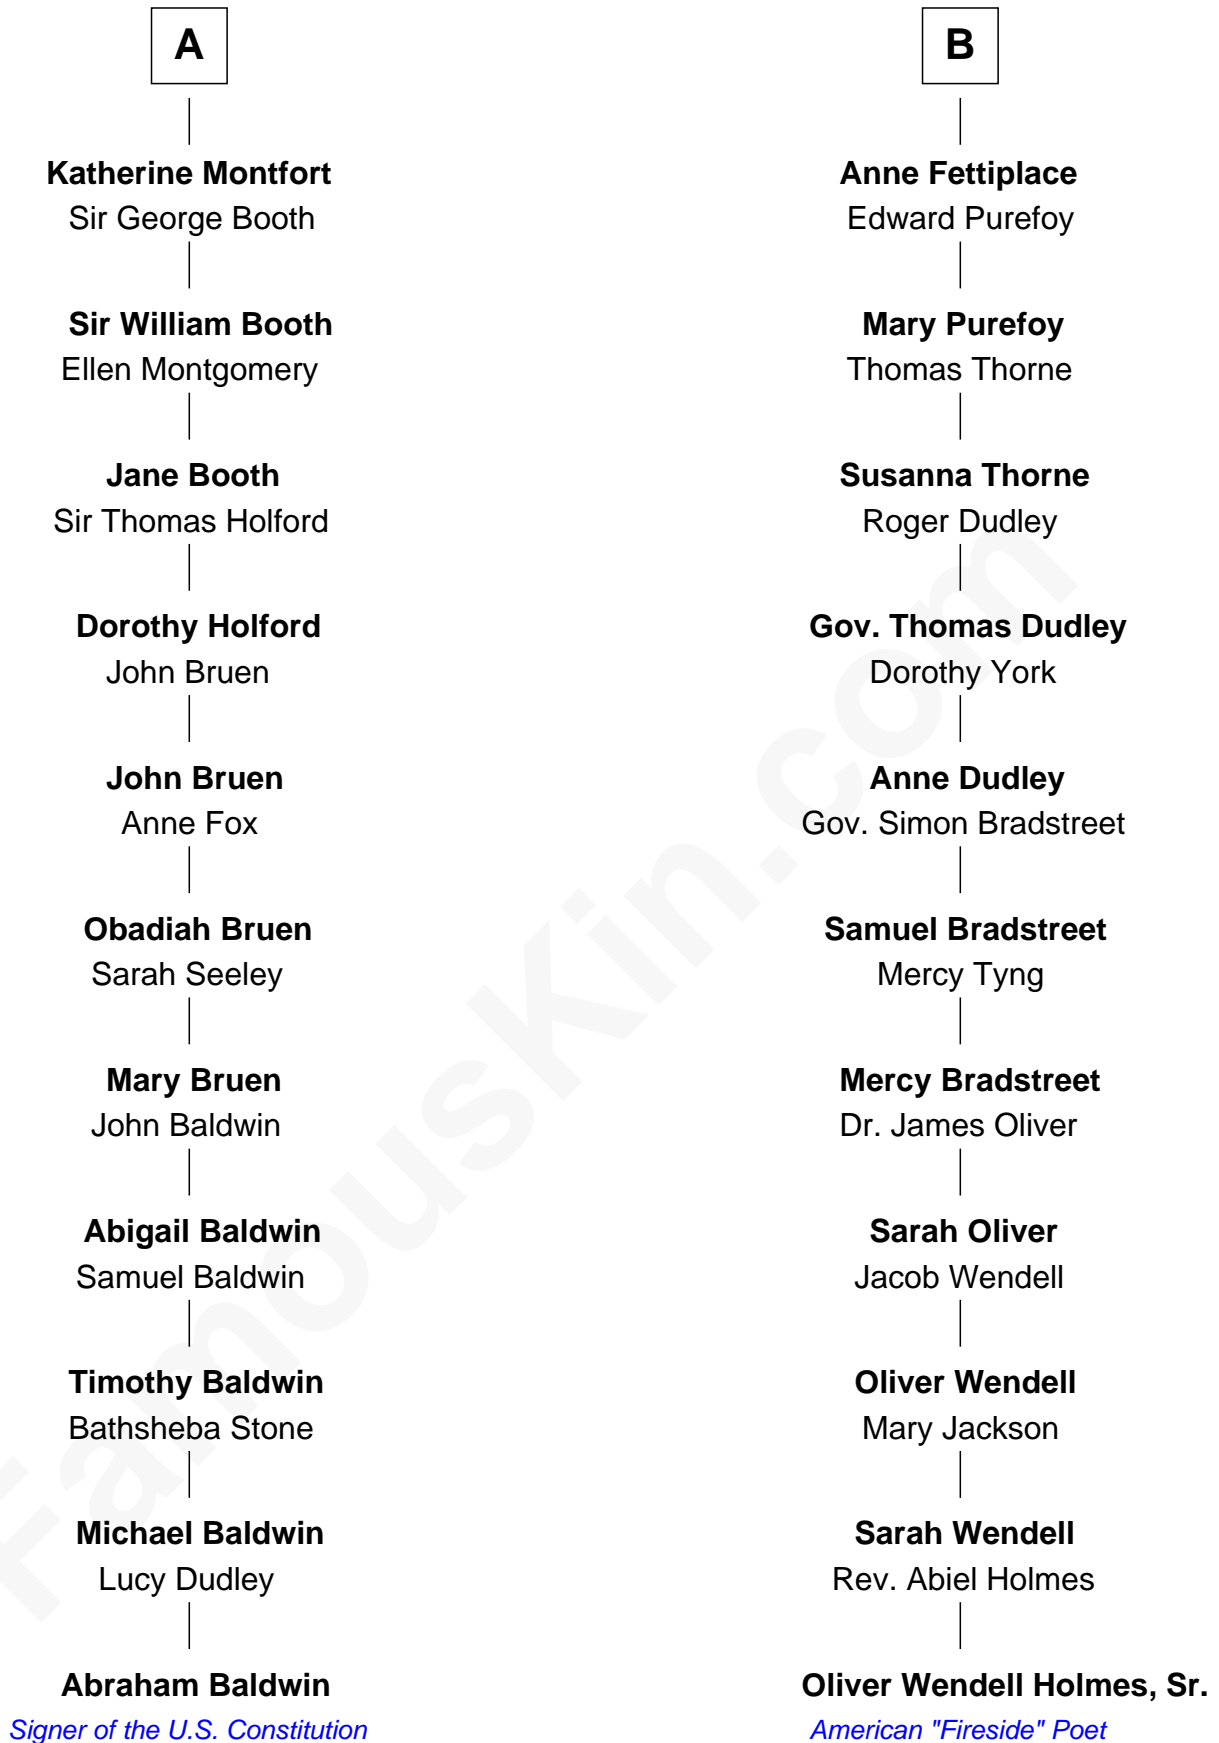 A
Katherine Montfort
Sir George Booth
Sir William Booth
Ellen Montgomery
Jane Booth
Sir Thomas Holford
Dorothy Holford
John Bruen
John Bruen
Anne Fox
Obadiah Bruen
Sarah Seeley
Mary Bruen
John Baldwin
Abigail Baldwin
Samuel Baldwin
Timothy Baldwin
Bathsheba Stone
Michael Baldwin
Lucy Dudley
Abraham Baldwin
Signer of the U.S. Constitution
B
Anne Fettiplace
Edward Purefoy
Mary Purefoy
Thomas Thorne
Susanna Thorne
Roger Dudley
Gov. Thomas Dudley
Dorothy York
Anne Dudley
Gov. Simon Bradstreet
Samuel Bradstreet
Mercy Tyng
Mercy Bradstreet
Dr. James Oliver
Sarah Oliver
Jacob Wendell
Oliver Wendell
Mary Jackson
Sarah Wendell
Rev. Abiel Holmes
Oliver Wendell Holmes, Sr.
American "Fireside" Poet
FamousKin.com